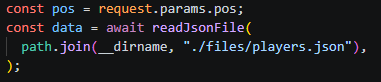 const pos = request.params.pos;
const data = await readJsonFile(
  path.join(__dirname, "./files/players.json"),
);